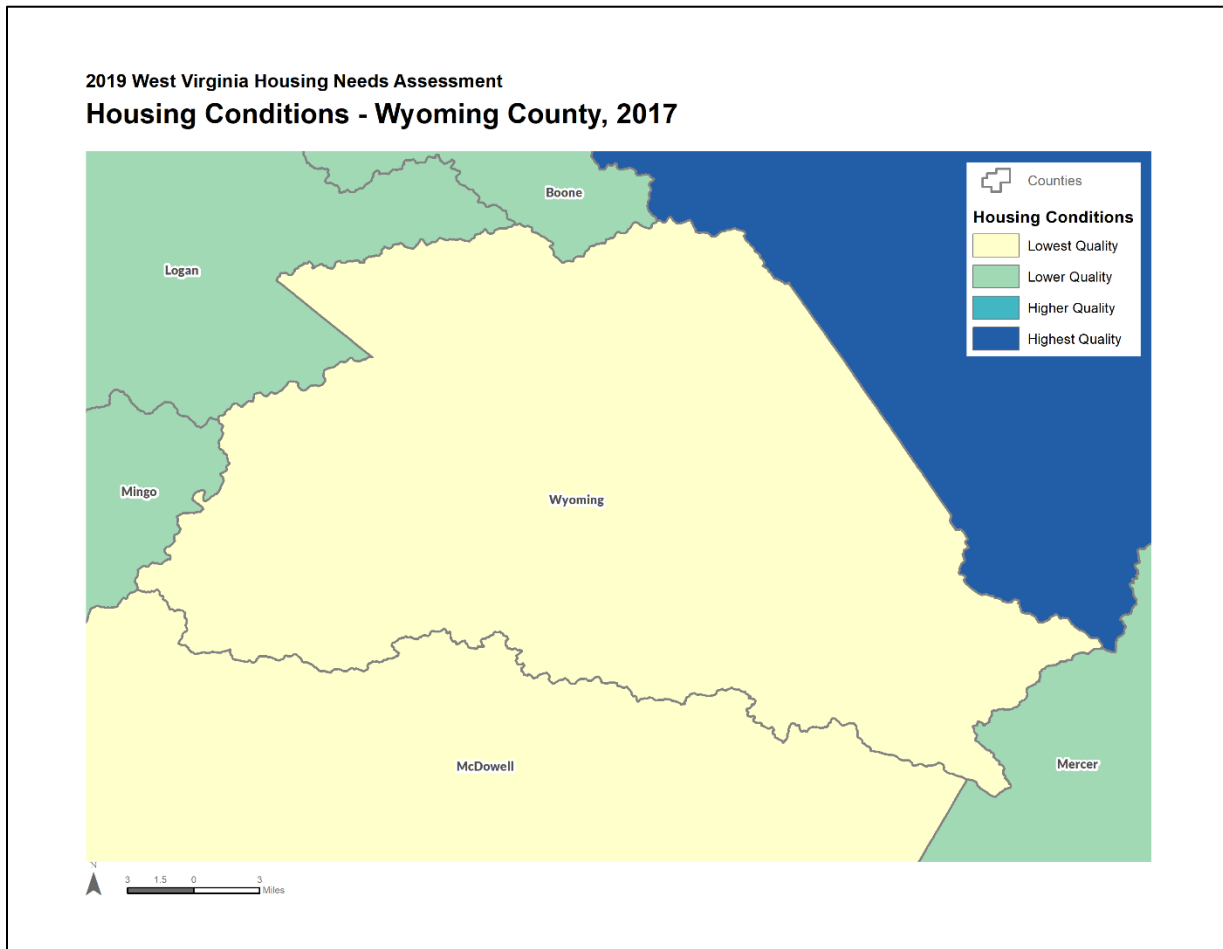 2019 West Virginia Housing Needs Assessment
Housing Conditions - Wyoming County, 2017
Boone
Counties
Housing Conditions
Lowest Quality
Lower Quality
Higher Quality
Highest Quality
Logan
Mingo
Wyoming
McDowell
Mercer
N
3 1.5 0 3
Miles